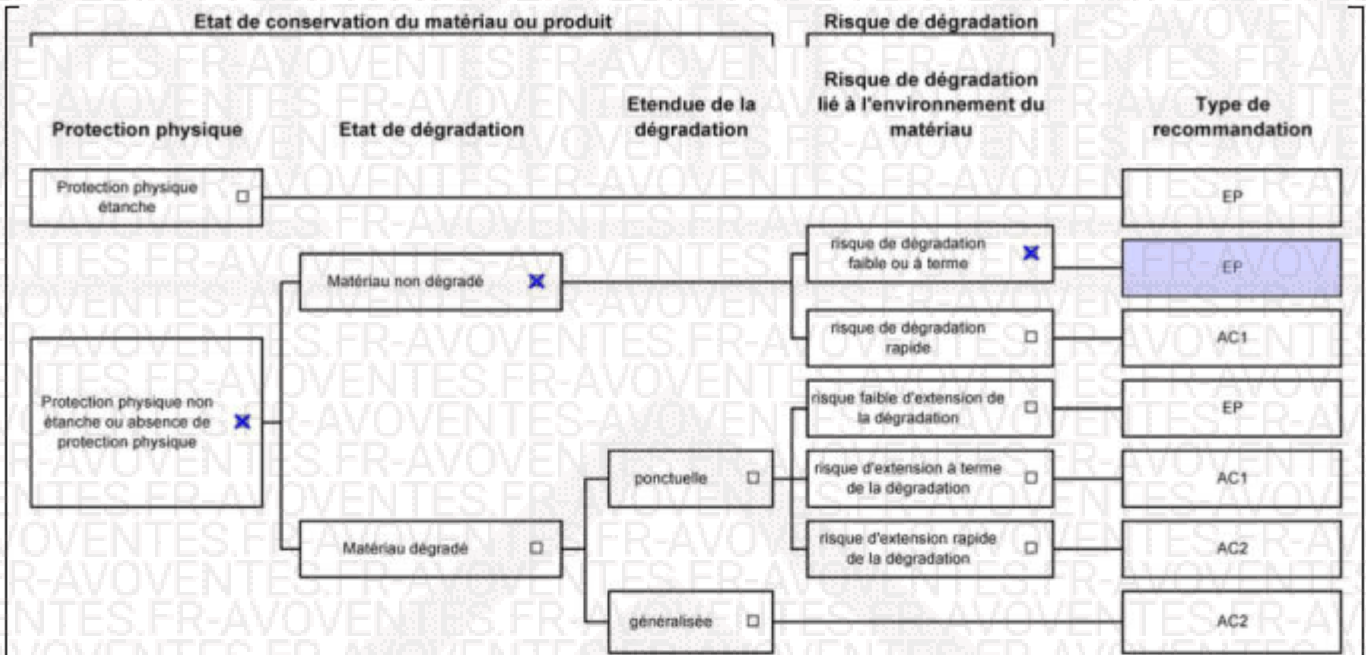 Etat de conservation du matériau ou produit
Risque de dégradation
Protection physique
Etat de dégradation
Etendue de la
dégradation
Risque de dégradation
lié à l'environnement du
matériau
Type de
recommandation
Protection physique
étanche
EP
Protection physique non
étanche ou absence de
protection physique
Matériau non dégradé
risque de dégradation
faible ou à terme
EP
risque de dégradation
rapide
AC1
Matériau dégradé
ponctuelle
risque faible d'extension de
la dégradation
EP
risque d'extension à terme
de la dégradation
AC1
risque d'extension rapide
de la dégradation
AC2
généralisée
AC2